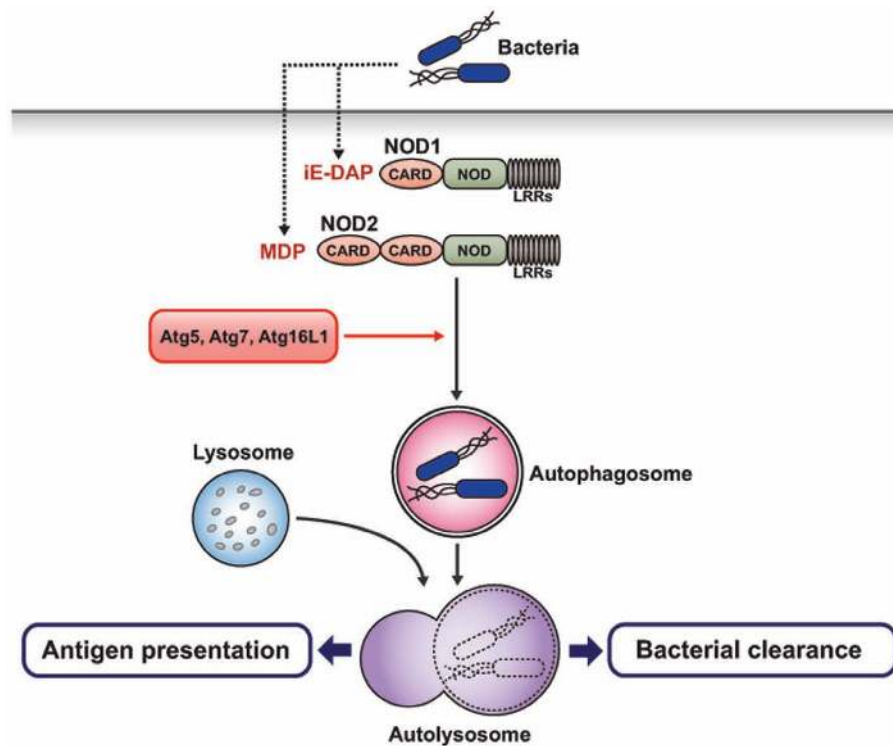 Bacteria
NOD1
iE-DAP CARD NOD
LRRs
NOD2
MDP CARD CARD NOD
LRRs
Atg5, Atg7, Atg16L1
Lysosome
Autophagosome
Antigen presentation
Bacterial clearance
Autolysosome